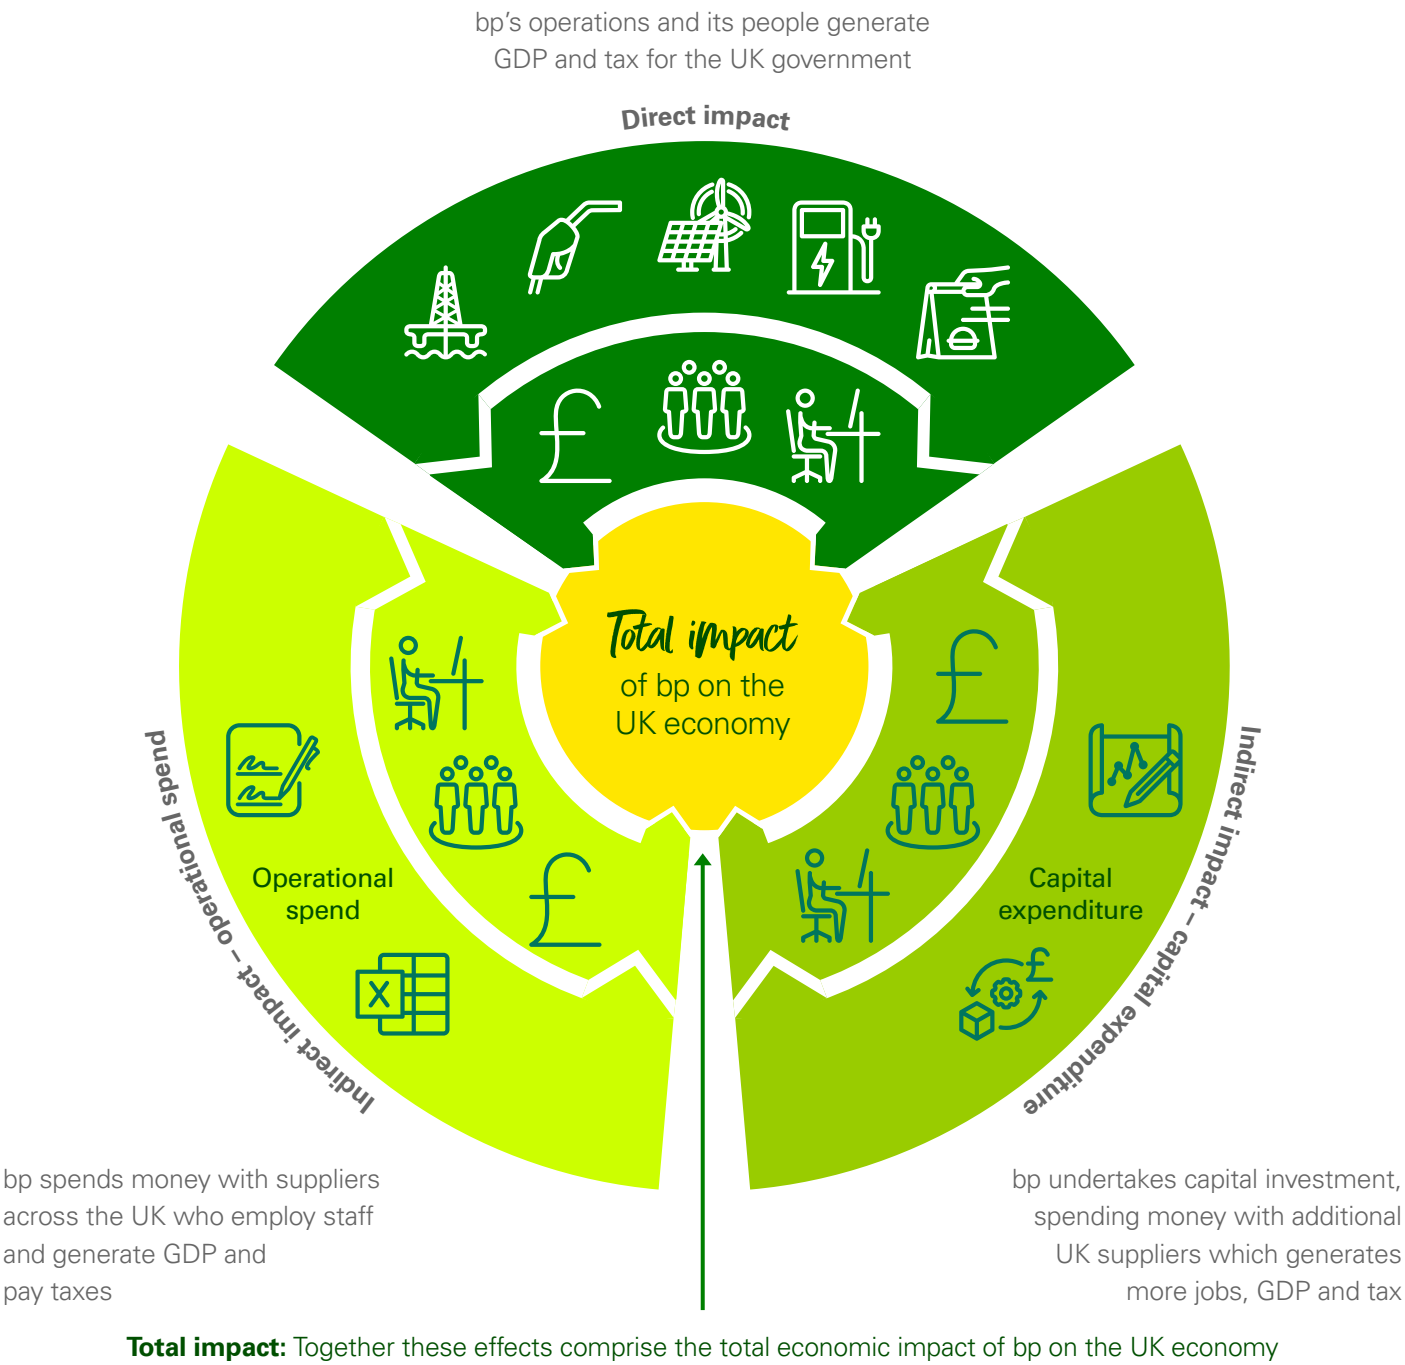 bp's operations and its people generate
GDP and tax for the UK government
Direct impact
Total impact
of bp on the
UK economy
Indirect impact – operational spend
Operational
spend
X
Indirect impact – capital expenditure
Capital
expenditure
bp spends money with suppliers
across the UK who employ staff
and generate GDP and
pay taxes
bp undertakes capital investment,
spending money with additional
UK suppliers which generates
more jobs, GDP and tax
Total impact: Together these effects comprise the total economic impact of bp on the UK economy